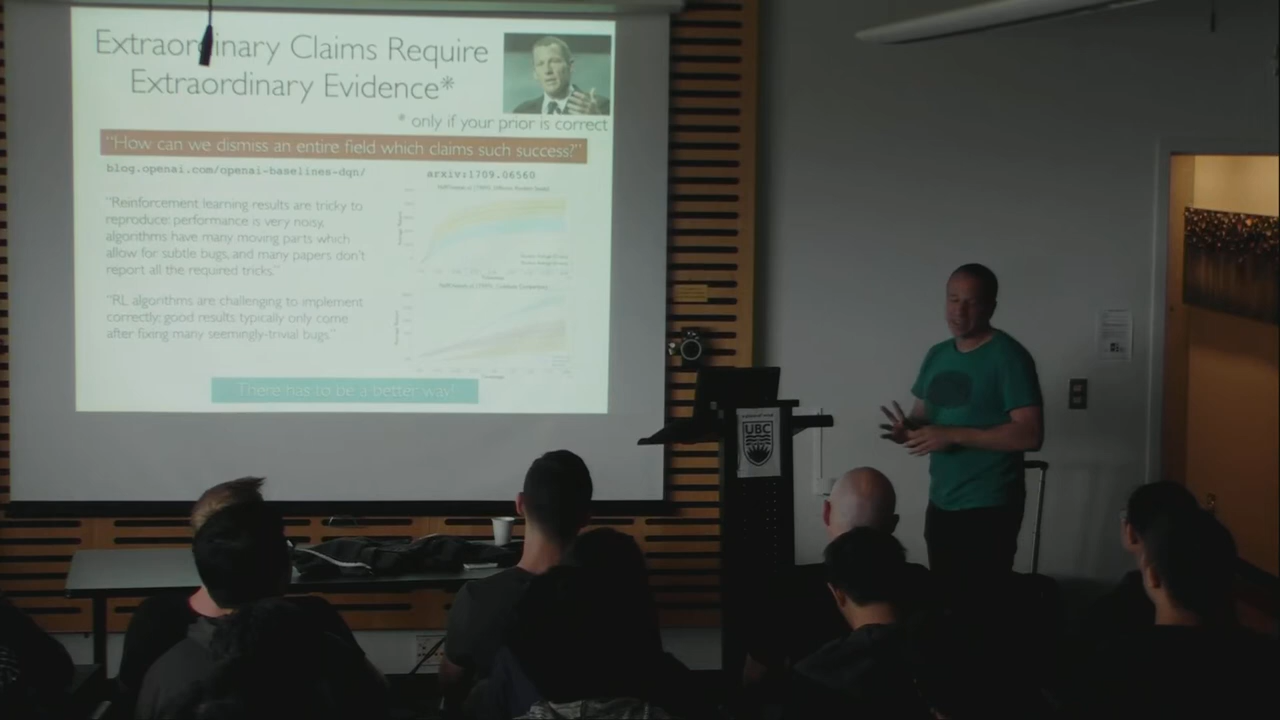 Extraordinary Claims Require
Extraordinary Evidence*
* only if your prior is correct
"How can we dismiss an entire field which claims such success?"
blog.openai.com/openai-baselines-dqn/
arxiv:1709.06560
"Reinforcement learning results are tricky to
reproduce: performance is very noisy,
algorithms have many moving parts which
allow for subtle bugs, and many papers don't
report all the required tricks."
"RL algorithms are challenging to implement
correctly; good results typically only come
after fixing many seemingly-trivial bugs."
There has to be a better way!
UBC